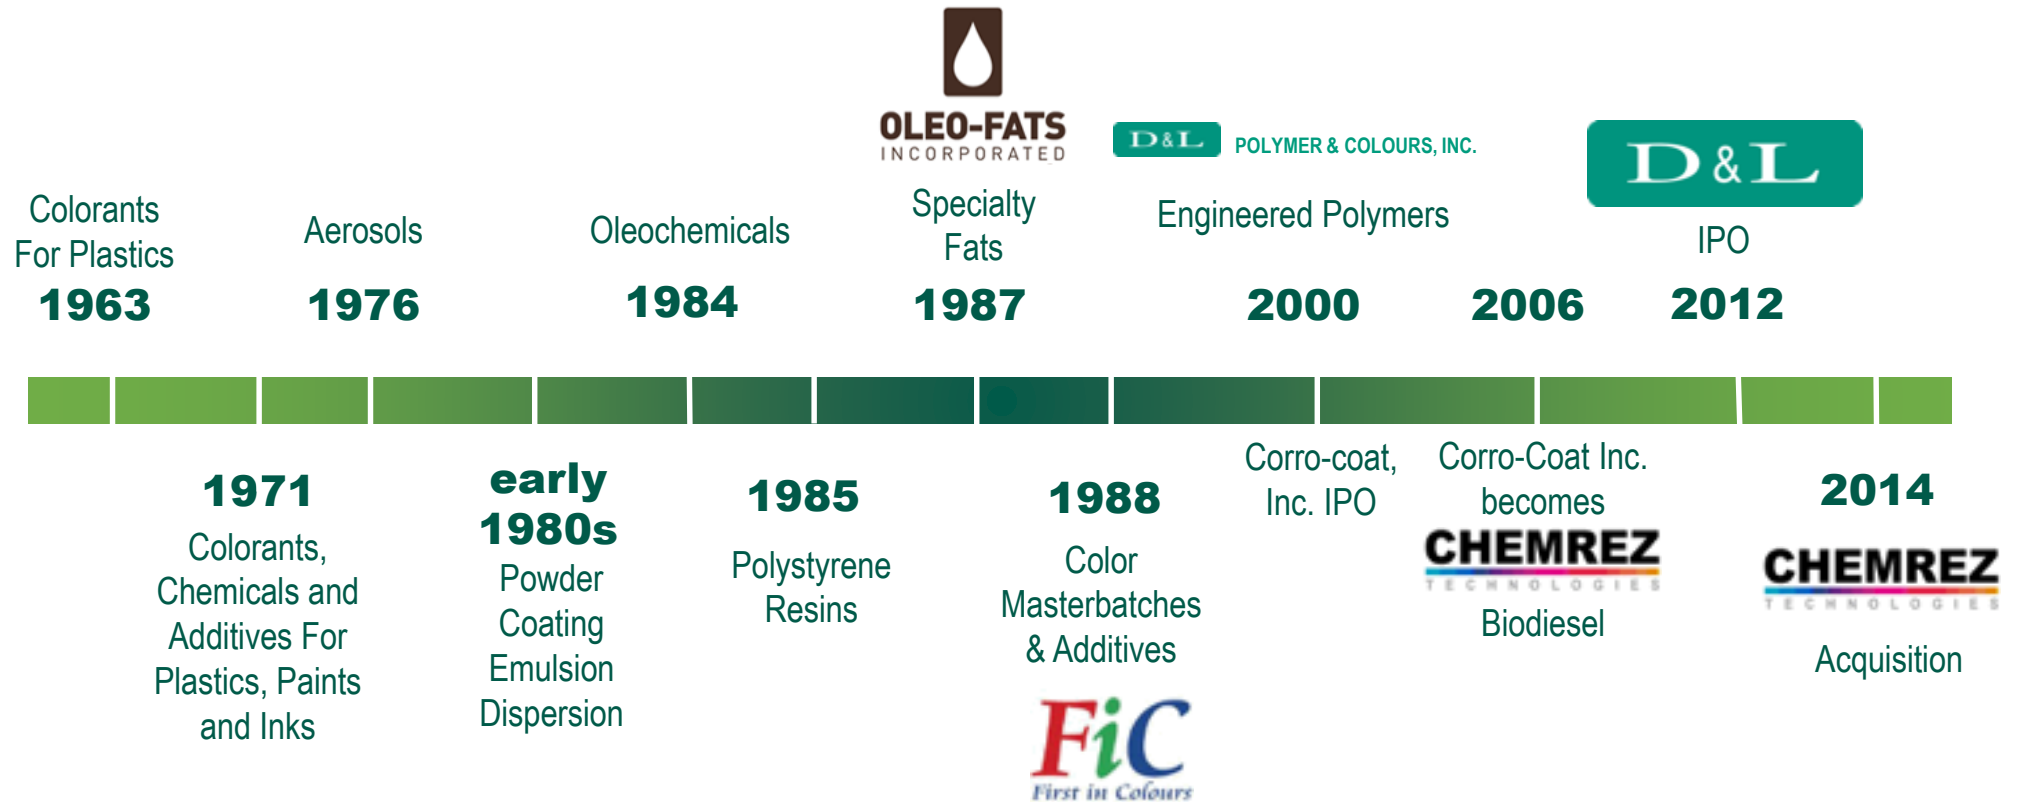 OLEO-FATS
INCORPORATED
D&L POLYMER & COLOURS, INC.
D&L
Colorants
For Plastics
1963
Aerosols
1976
Oleochemicals
1984
Specialty
Fats
1987
Engineered Polymers
2000
2006
IPO
2012
1971
Colorants,
Chemicals and
Additives For
Plastics, Paints
and Inks
early
1980s
Powder
Coating
Emulsion
Dispersion
1985
Polystyrene
Resins
1988
Color
Masterbatches
& Additives
FiC
First in Colours
Corro-coat,
Inc. IPO
Corro-Coat Inc.
becomes
CHEMREZ
TECHNOLOGIES
Biodiesel
2014
CHEMREZ
TECHNOLOGIES
Acquisition